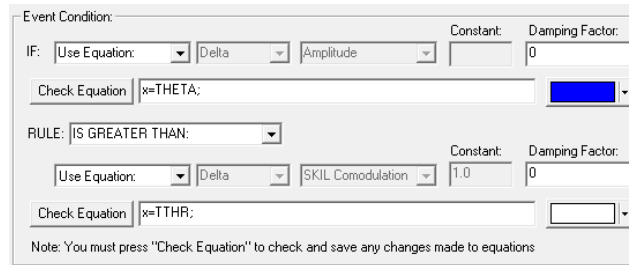 Event Condition:
Constant: Damping Factor:
IF: Use Equation: Delta Amplitude 0
Check Equation x=THETA;
RULE: IS GREATER THAN:
Constant: Damping Factor:
Use Equation: Delta SKIL Comodulation 1.0 0
Check Equation x=TTHR;
Note: You must press "Check Equation" to check and save any changes made to equations